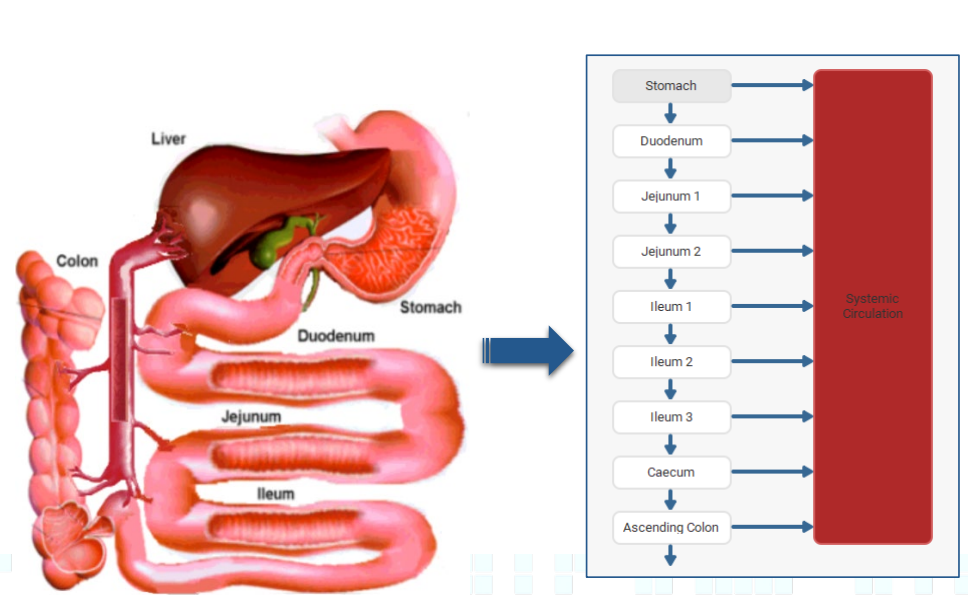 Liver
Colon
Stomach
Duodenum
Jejunum
Ileum
Stomach
Duodenum
Jejunum 1
Jejunum 2
Ileum 1
Ileum 2
Ileum 3
Caecum
Ascending Colon
Systemic
Circulation